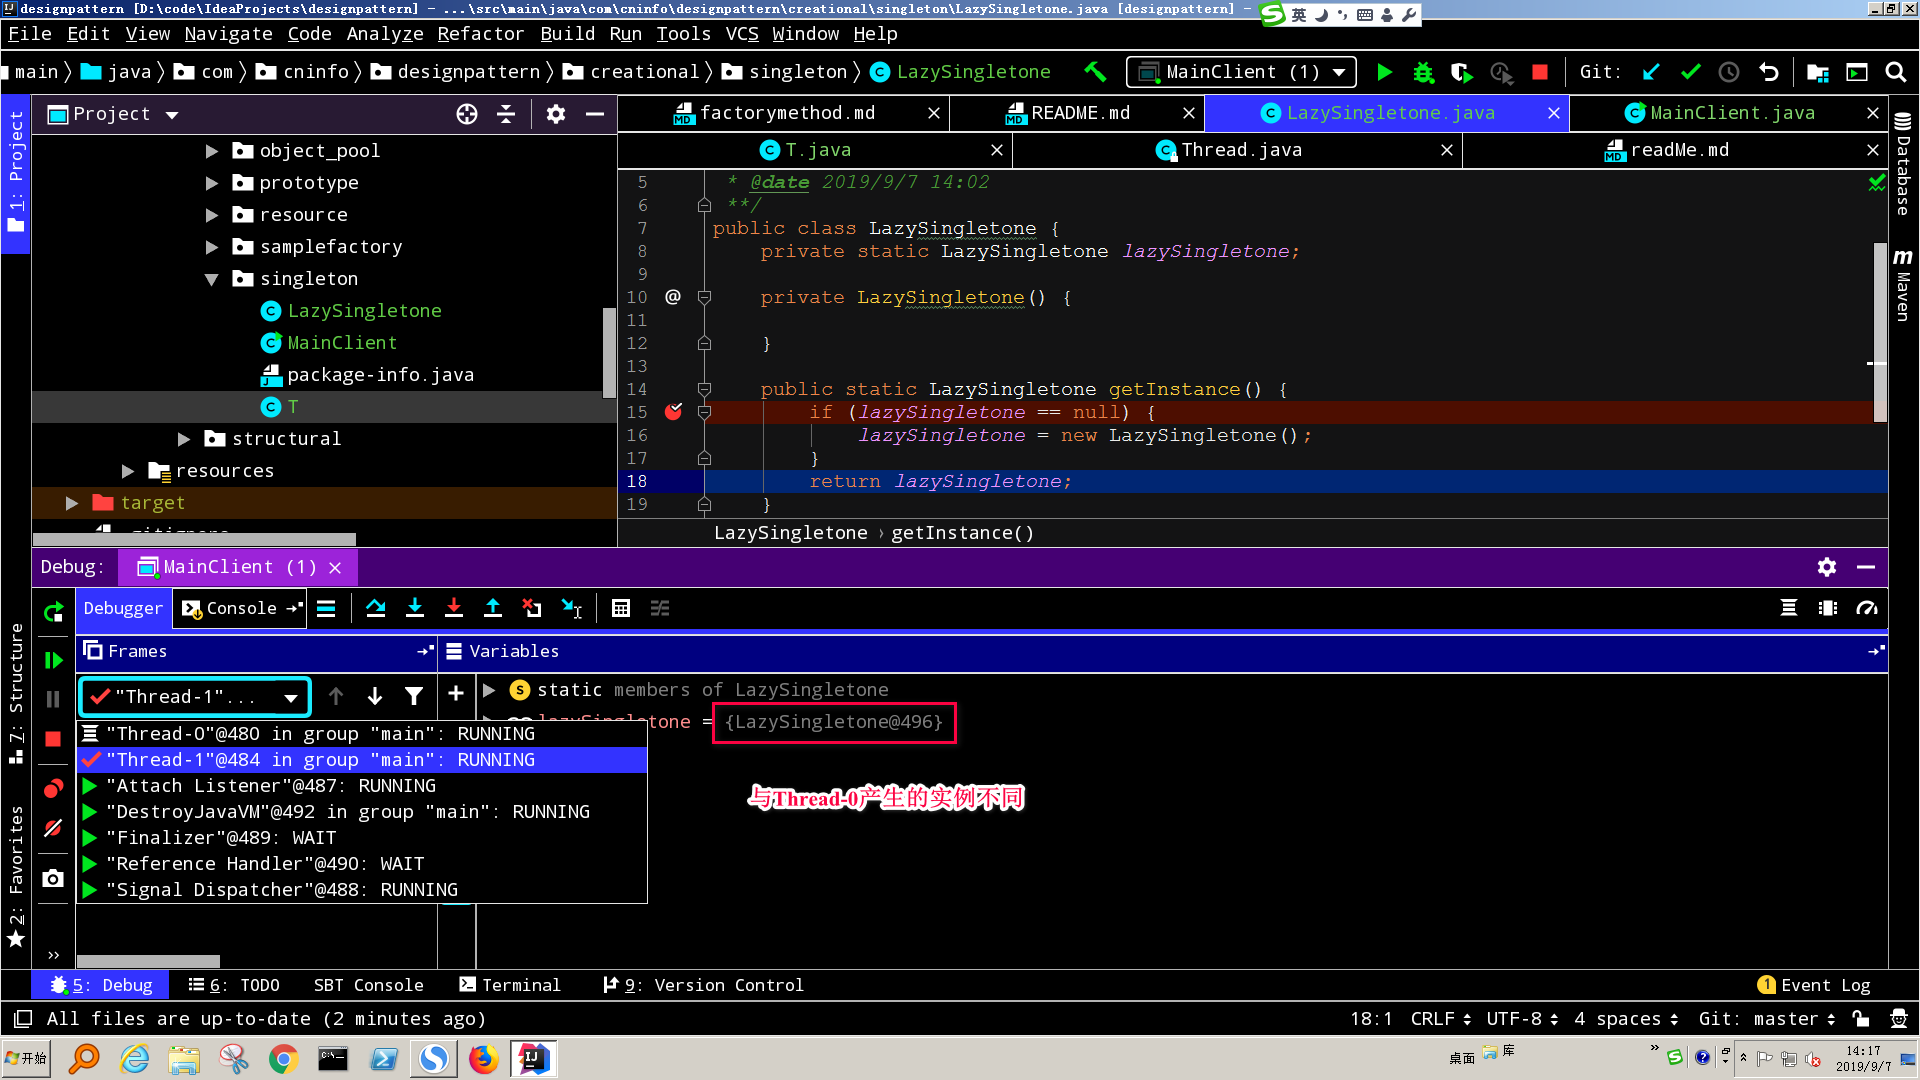 designpattern [D:\code\IdeaProjects\designpattern] - ...\src\main\java\com\cninfo\designpattern\creational\singleton\LazySingletone.java [designpattern] -
英
File Edit View Navigate Code Analyze Refactor Build Run Tools VCS Window Help
main java com cninfo designpattern creational singleton LazySingletone MainClient (1) Git:
1: Project
Project
factorymethod.md README.md LazySingletone.java MainClient.java
T.java Thread.java readMe.md
object_pool
prototype
resource
samplefactory
singleton
LazySingletone
MainClient
package-info.java
T
structural
resources
target
.gitignore
5 * @date 2019/9/7 14:02
6 **/
7 public class LazySingletone {
8 private static LazySingletone lazySingletone;
9
10 @ private LazySingletone() {
11
12 }
13
14 public static LazySingletone getInstance() {
15 if (lazySingletone == null) {
16 lazySingletone = new LazySingletone();
17 }
18 return lazySingletone;
19 }
LazySingletone › getInstance()
Database
Maven
Debug: MainClient (1)
Debugger Console
Frames
Variables
"Thread-1"...
static members of LazySingletone
lazySingletone = {LazySingletone@496}
"Thread-0"@480 in group "main": RUNNING
"Thread-1"@484 in group "main": RUNNING
"Attach Listener"@487: RUNNING
"DestroyJavaVM"@492 in group "main": RUNNING
"Finalizer"@489: WAIT
"Reference Handler"@490: WAIT
"Signal Dispatcher"@488: RUNNING
与Thread-0产生的实例不同
7: Structure
2: Favorites
5: Debug 6: TODO SBT Console Terminal 9: Version Control 1 Event Log
All files are up-to-date (2 minutes ago) 18:1 CRLF UTF-8 4 spaces Git: master
开始 桌面 库 14:17
2019/9/7